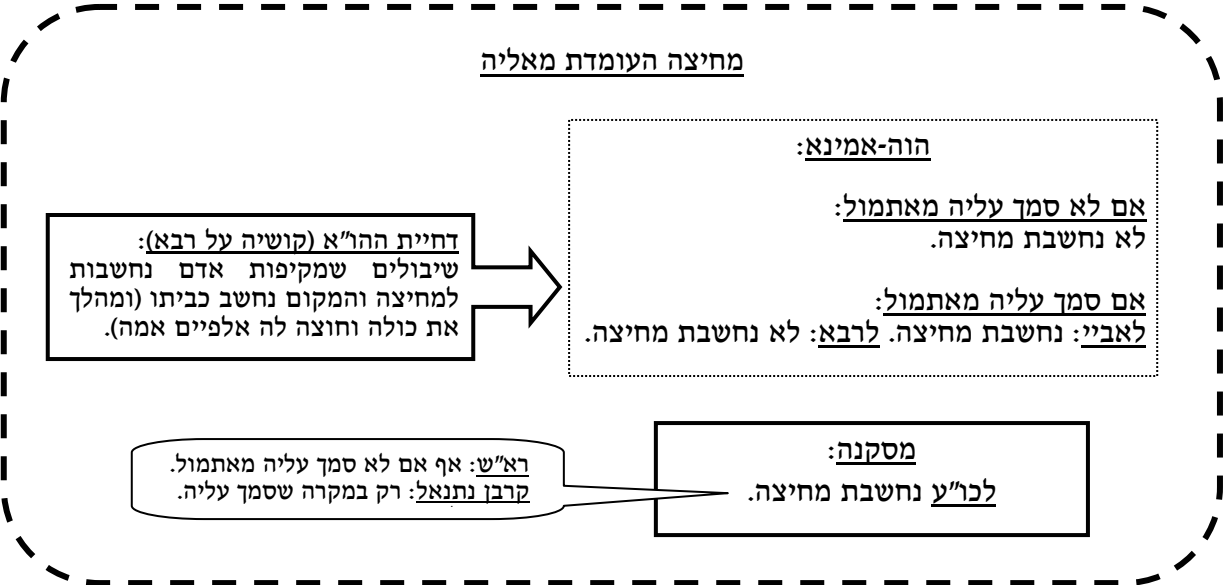 מחיצה העומדת מאליה
הוה-אמינא:
אם לא סמך עליה מאתמול:
לא נחשבת מחיצה.
אם סמך עליה מאתמול:
לאביי: נחשבת מחיצה. לרבא: לא נחשבת מחיצה.
דחיית ההו"א (קושיה על רבא):
שיבולים שמקיפות אדם נחשבות
למחיצה והמקום נחשב כביתו (ומהלך
את כולה וחוצה לה אלפיים אמה).
מסקנה:
לכו"ע נחשבת מחיצה.
רא"ש: אף אם לא סמך עליה מאתמול.
קרבן נתנאל: רק במקרה שסמך עליה.